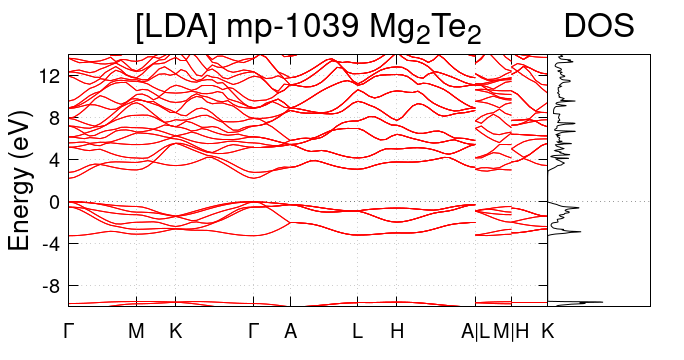 [LDA] mp-1039 Mg₂Te₂ DOS
Energy (eV)
12
8
4
0
-4
-8
Γ M K Γ A L H A|L M|H K